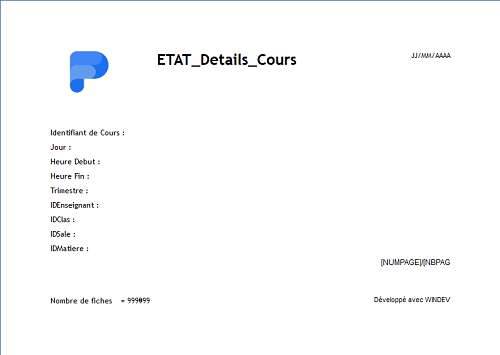 ETAT_Details_Cours
JJ/MM/AAAA
Identifiant de Cours :
Jour :
Heure Debut :
Heure Fin :
Trimestre :
IDEnseignant :
IDClas :
IDSale :
IDMatiere :
[NUMPAGE]/[NBPAG
Nombre de fiches = 999@99
Développé avec WINDEV